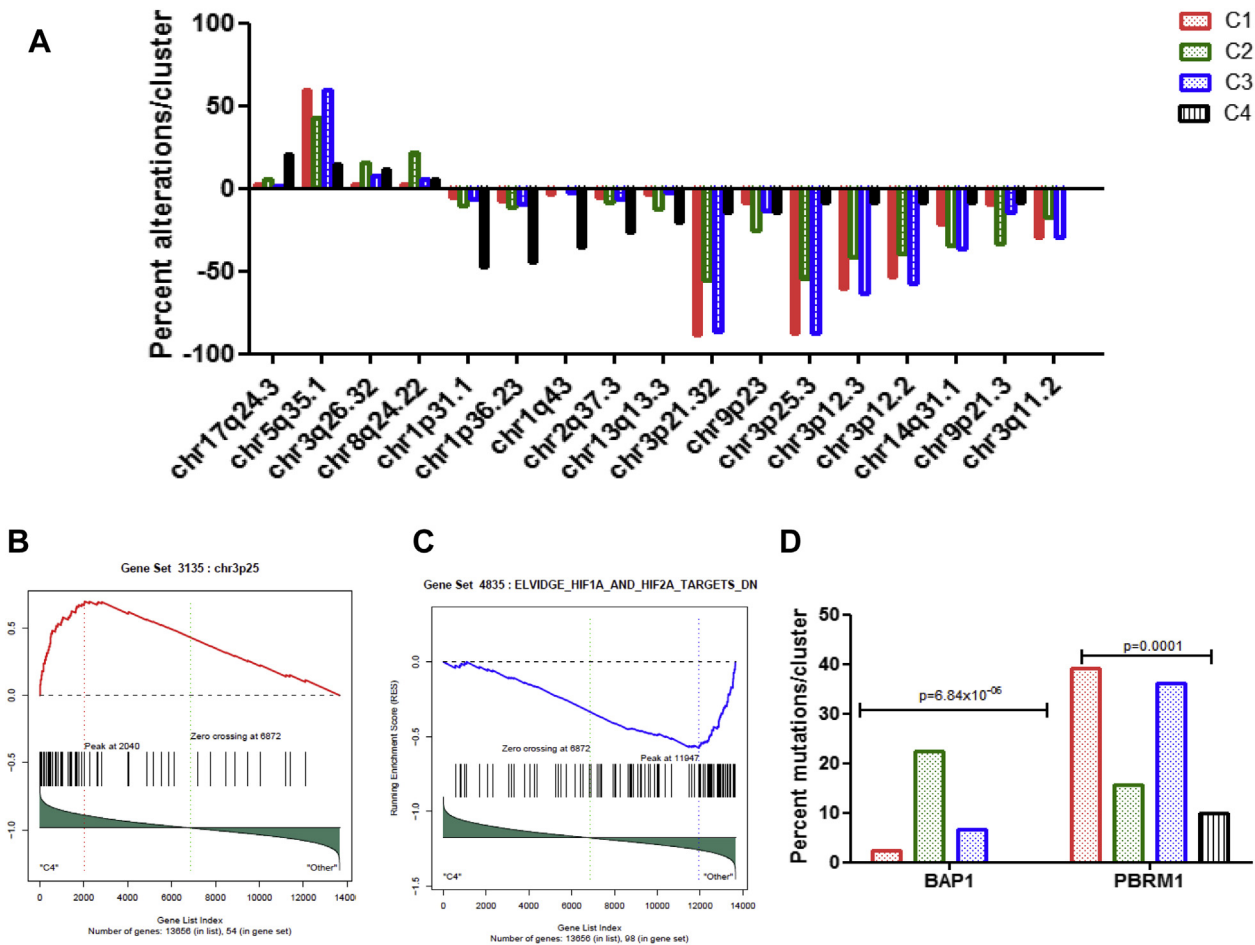 A
Percent alterations/cluster
100
50
0
-50
-100
C1
C2
C3
C4
chr17q24.3
chr5q35.1
chr3q26.32
chr8q24.22
chr1p31.1
chr1p36.23
chr1q43
chr2q37.3
chr13q13.3
chr3p21.32
chr9p23
chr3p25.3
chr3p12.3
chr3p12.2
chr14q31.1
chr9p21.3
chr3q11.2
B
Gene Set 3135 : chr3p25
0.5
0.0
−0.5
−1.0
Peak at 2040
Zero crossing at 6872
"C4"
"Other"
0 2000 4000 6000 8000 10000 12000 14000
Gene List Index
Number of genes: 13656 (in list), 54 (in gene set)
C
Gene Set 4835 : ELVIDGE_HIF1A_AND_HIF2A_TARGETS_DN
Running Enrichment Score (RES)
0.0
−0.5
−1.0
−1.5
Zero crossing at 6872
Peak at 11947
"C4"
"Other"
0 2000 4000 6000 8000 10000 12000 14000
Gene List Index
Number of genes: 13656 (in list), 98 (in gene set)
D
Percent mutations/cluster
50
40
30
20
10
0
p=6.84x10⁻⁰⁶
p=0.0001
BAP1
PBRM1